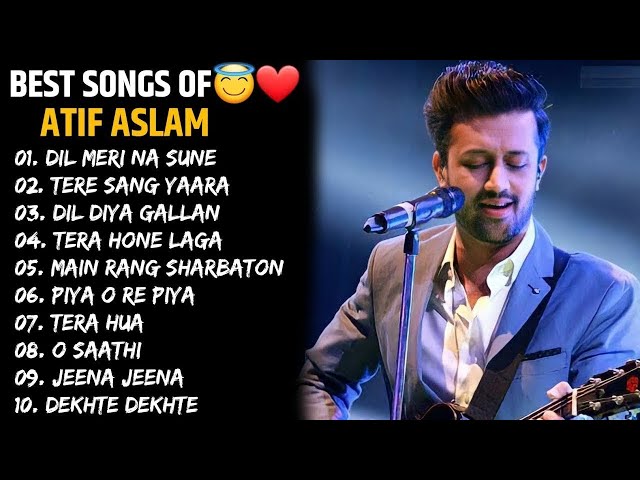 BEST SONGS OF😇❤️
ATIF ASLAM
01. DIL MERI NA SUNE
02. TERE SANG YAARA
03. DIL DIYA GALLAN
04. TERA HONE LAGA
05. MAIN RANG SHARBATON
06. PIYA O RE PIYA
07. TERA HUA
08. O SAATHI
09. JEENA JEENA
10. DEKHTE DEKHTE